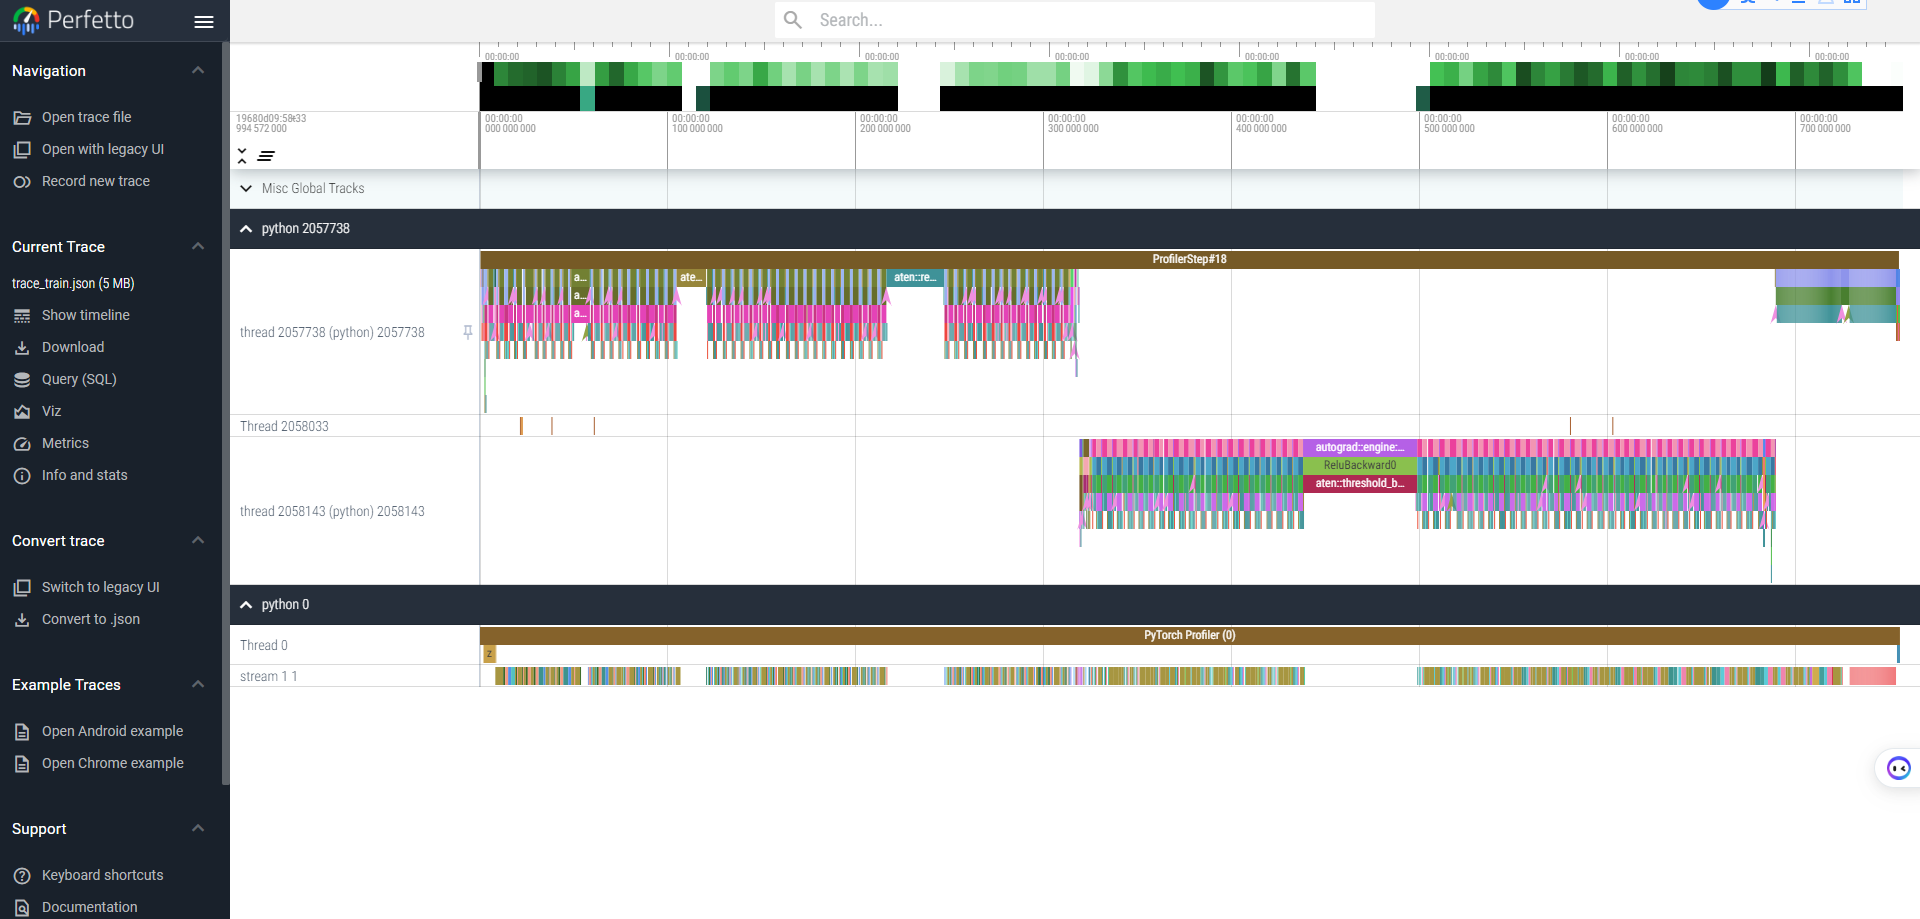 Perfetto
Search...
Navigation
Open trace file
Open with legacy UI
Record new trace
Current Trace
trace_train.json (5 MB)
Show timeline
Download
Query (SQL)
Viz
Metrics
Info and stats
Convert trace
Switch to legacy UI
Convert to .json
Example Traces
Open Android example
Open Chrome example
Support
Keyboard shortcuts
Documentation
00:00:00 00:00:00 00:00:00 00:00:00 00:00:00 00:00:00 00:00:00 00:00:00
994 572 000
00:00:00 00:00:00 00:00:00 00:00:00 00:00:00 00:00:00 00:00:00 00:00:00
000 000 000 100 000 000 200 000 000 300 000 000 400 000 000 500 000 000 600 000 000 700 000 000
Misc Global Tracks
python 2057738
ProfilerStep#18
a... ate... aten::re...
a...
a...
thread 2057738 (python) 2057738
Thread 2058033
autograd::engine:...
ReluBackward0
aten::threshold_b...
thread 2058143 (python) 2058143
python 0
PyTorch Profiler (0)
Thread 0
z
stream 1 1